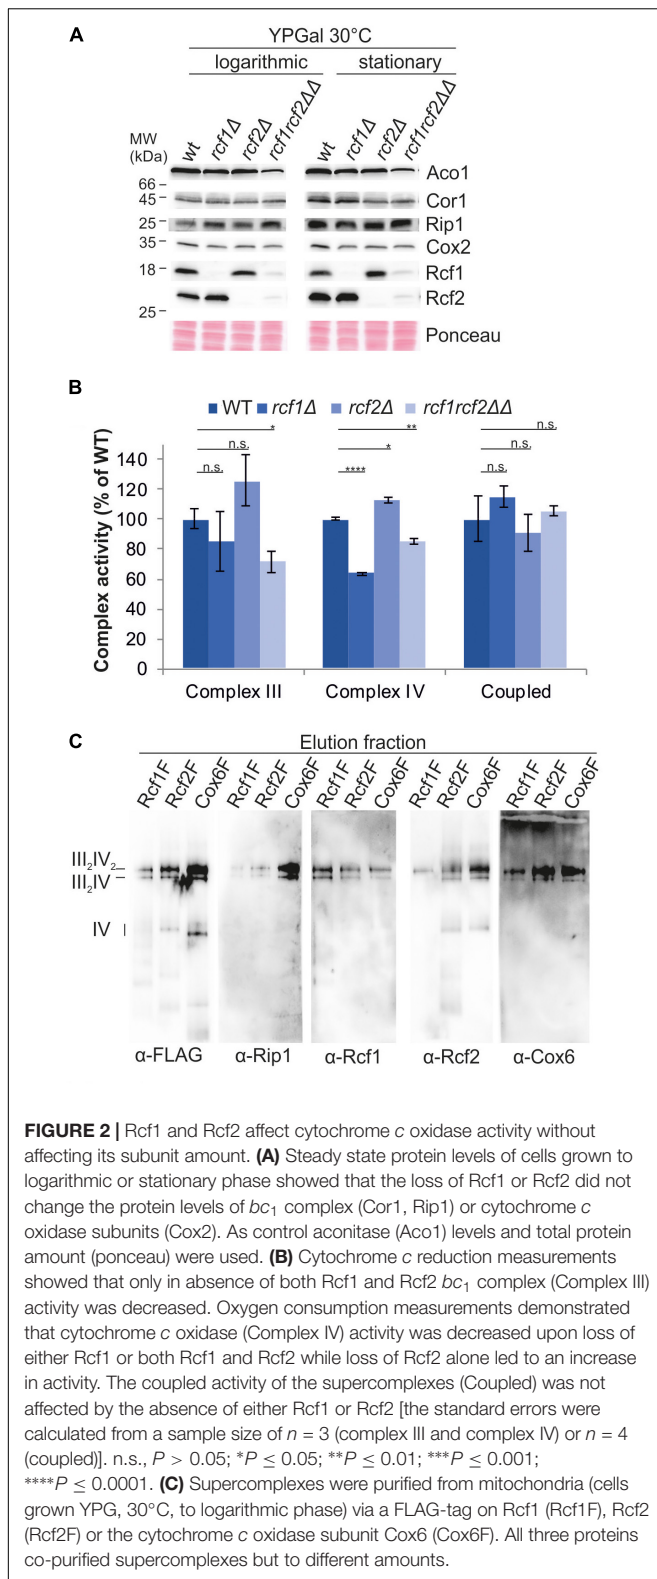 A
YPGal 30°C
logarithmic stationary
MW
(kDa)
wt rcf1Δ rcf2Δ rcf1rcf2ΔΔ wt rcf1Δ rcf2Δ rcf1rcf2ΔΔ
Aco1
66
45 Cor1
25 Rip1
35 Cox2
18 Rcf1
Rcf2
25
Ponceau
B
WT rcf1Δ rcf2Δ rcf1rcf2ΔΔ
* ** n.s.
n.s. * n.s.
n.s. **** n.s.
Complex activity (% of WT)
140
120
100
80
60
40
20
0
Complex III Complex IV Coupled
C
Elution fraction
Rcf1F Rcf2F Cox6F Rcf1F Rcf2F Cox6F Rcf1F Rcf2F Cox6F Rcf1F Rcf2F Cox6F Rcf1F Rcf2F Cox6F
III₂IV₂
III₂IV
IV
α-FLAG α-Rip1 α-Rcf1 α-Rcf2 α-Cox6
FIGURE 2 | Rcf1 and Rcf2 affect cytochrome c oxidase activity without
affecting its subunit amount. (A) Steady state protein levels of cells grown to
logarithmic or stationary phase showed that the loss of Rcf1 or Rcf2 did not
change the protein levels of bc₁ complex (Cor1, Rip1) or cytochrome c
oxidase subunits (Cox2). As control aconitase (Aco1) levels and total protein
amount (ponceau) were used. (B) Cytochrome c reduction measurements
showed that only in absence of both Rcf1 and Rcf2 bc₁ complex (Complex III)
activity was decreased. Oxygen consumption measurements demonstrated
that cytochrome c oxidase (Complex IV) activity was decreased upon loss of
either Rcf1 or both Rcf1 and Rcf2 while loss of Rcf2 alone led to an increase
in activity. The coupled activity of the supercomplexes (Coupled) was not
affected by the absence of either Rcf1 or Rcf2 [the standard errors were
calculated from a sample size of n = 3 (complex III and complex IV) or n = 4
(coupled)]. n.s., P > 0.05; *P ≤ 0.05; **P ≤ 0.01; ***P ≤ 0.001;
****P ≤ 0.0001. (C) Supercomplexes were purified from mitochondria (cells
grown YPG, 30°C, to logarithmic phase) via a FLAG-tag on Rcf1 (Rcf1F), Rcf2
(Rcf2F) or the cytochrome c oxidase subunit Cox6 (Cox6F). All three proteins
co-purified supercomplexes but to different amounts.